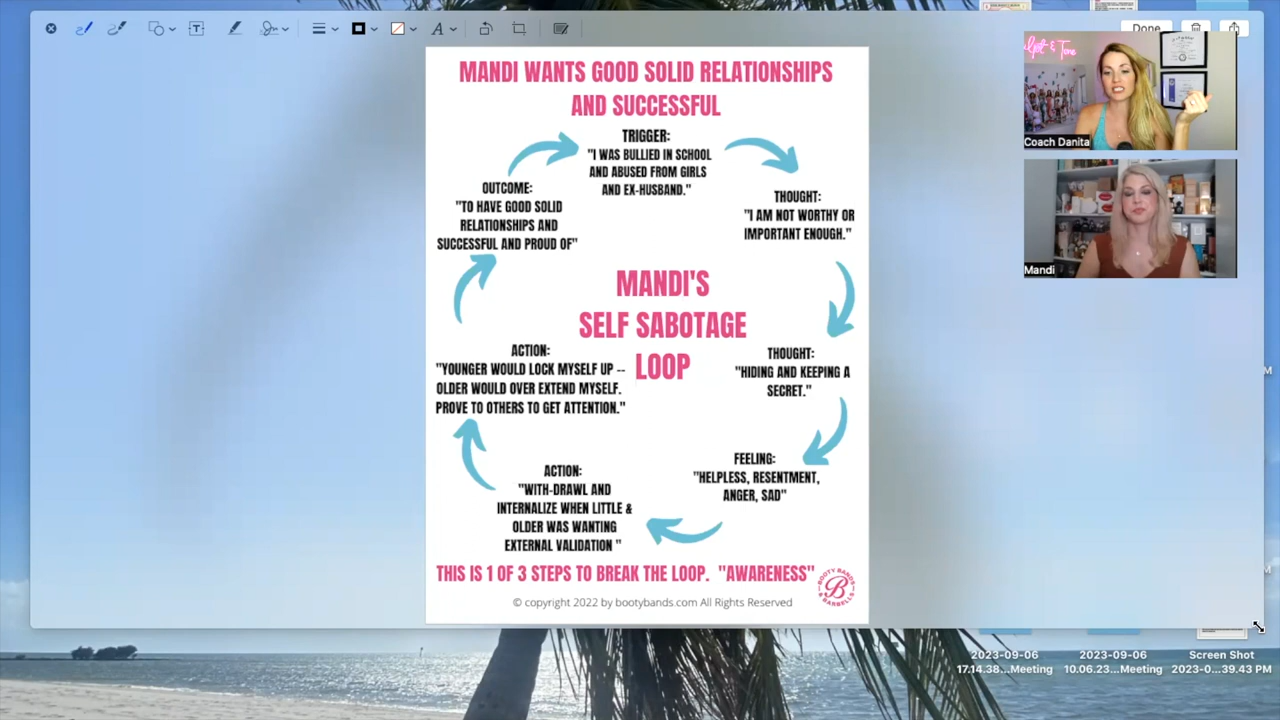 Done
MANDI WANTS GOOD SOLID RELATIONSHIPS
AND SUCCESSFUL
TRIGGER:
"I WAS BULLIED IN SCHOOL
AND ABUSED FROM GIRLS
AND EX-HUSBAND."
THOUGHT:
"I AM NOT WORTHY OR
IMPORTANT ENOUGH."
THOUGHT:
"HIDING AND KEEPING A
SECRET."
FEELING:
"HELPLESS, RESENTMENT,
ANGER, SAD"
ACTION:
"WITH-DRAWL AND
INTERNALIZE WHEN LITTLE &
OLDER WAS WANTING
EXTERNAL VALIDATION "
ACTION:
"YOUNGER WOULD LOCK MYSELF UP --
OLDER WOULD OVER EXTEND MYSELF.
PROVE TO OTHERS TO GET ATTENTION."
OUTCOME:
"TO HAVE GOOD SOLID
RELATIONSHIPS AND
SUCCESSFUL AND PROUD OF"
MANDI'S
SELF SABOTAGE
LOOP
THIS IS 1 OF 3 STEPS TO BREAK THE LOOP. "AWARENESS"
BOOTY BANDS & BARBELLS
B
© copyright 2022 by bootybands.com All Rights Reserved
& Tone
Coach Danita
Mandi
2023-09-06
17.14.38...Meeting
2023-09-06
10.06.23...Meeting
Screen Shot
2023-0...39.43 PM